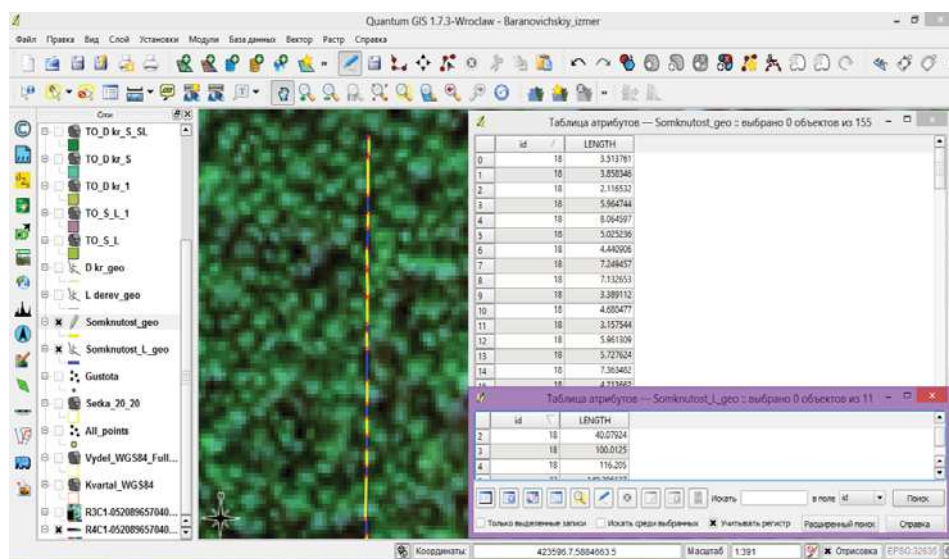 Quantum GIS 1.7.3-Wroclaw - Baranovichskiy_izmer
Файл Правка Вид Слой Установки Модули База данных Вектор Растр Справка
Слои
TO_D kr_S_SL
TO_D kr_S
TO_D kr_1
TO_S_L_1
TO_S_L
D kr_geo
L derev_geo
Somknutost_geo
Somknutost_L_geo
Gustota
Setka_20_20
All_points
Vydel_WGS84_Full...
Kvartal_WGS84
R3C1-052089657040...
R4C1-052089657040...
Таблица атрибутов — Somknutost_geo :: выбрано 0 объектов из 155
id LENGTH
0 18 3.513761
1 18 3.858346
2 18 2.116532
3 18 5.964744
4 18 8.064597
5 18 5.025236
6 18 4.440906
7 18 7.249457
8 18 7.132653
9 18 3.389112
10 18 4.680477
11 18 3.157544
12 18 5.961309
13 18 5.727624
14 18 7.363482
Таблица атрибутов — Somknutost_L_geo :: выбрано 0 объектов из 11
id LENGTH
2 18 40.07924
3 18 100.0125
4 18 116.205
Искать в поле id Поиск
Только выделенные записи Искать среди выбранных Учитывать регистр Расширенный поиск Справка
Координаты: 423596.7,5884663.5 Масштаб 1:391 Отрисовка EPSG:32635